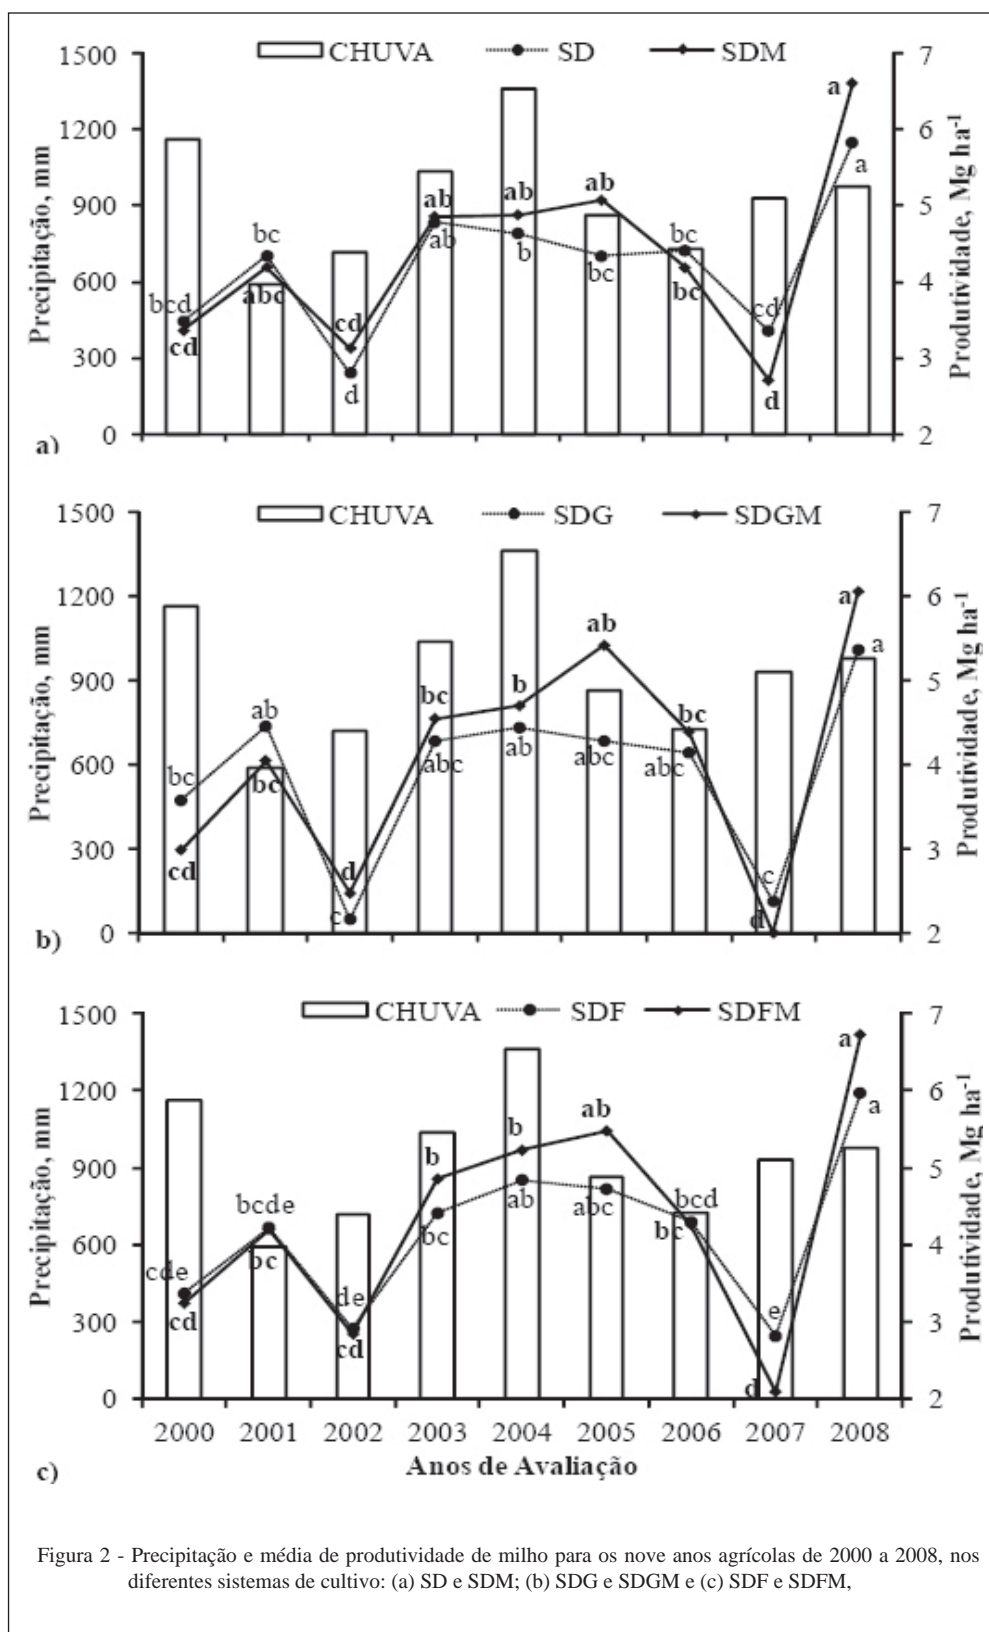 CHUVA SD SDM
1500 7
1200 6
900 5
600 4
300 3
0 2
Precipitação, mm
Produtividade, Mg ha⁻¹
bcd bc d ab b bc bc cd a
cd abc cd ab ab ab bc d a
a)
CHUVA SDG SDGM
1500 7
1200 6
900 5
600 4
300 3
0 2
Precipitação, mm
Produtividade, Mg ha⁻¹
bc ab c abc ab abc abc c a
cd bc d bc b ab bc d a
b)
CHUVA SDF SDFM
1500 7
1200 6
900 5
600 4
300 3
0 2
Precipitação, mm
Produtividade, Mg ha⁻¹
cde bcde de bc ab abc bcd e a
cd bc cd b b ab bc d a
2000 2001 2002 2003 2004 2005 2006 2007 2008
Anos de Avaliação
c)
Figura 2 - Precipitação e média de produtividade de milho para os nove anos agrícolas de 2000 a 2008, nos
diferentes sistemas de cultivo: (a) SD e SDM; (b) SDG e SDGM e (c) SDF e SDFM,